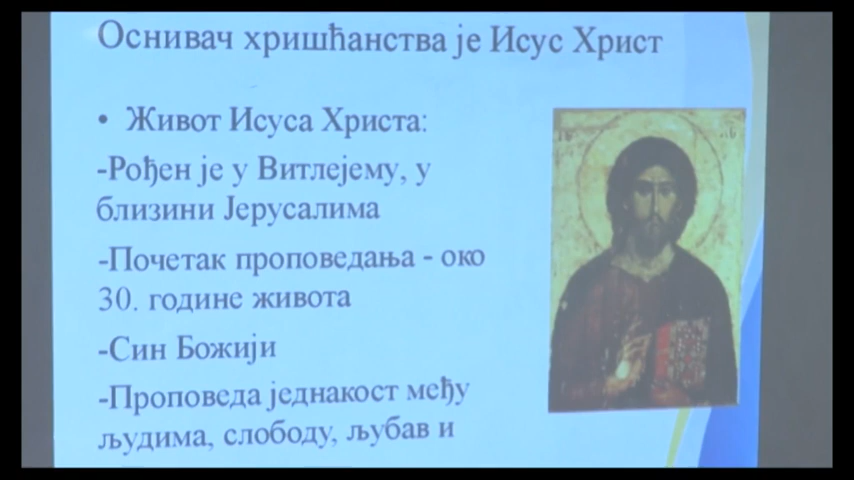 Оснивач хришћанства је Исус Христ
• Живот Исуса Христа:
-Рођен је у Витлејему, у
близини Јерусалима
-Почетак проповедања - око
30. године живота
-Син Божији
-Проповеда једнакост међу
људима, слободу, љубав и